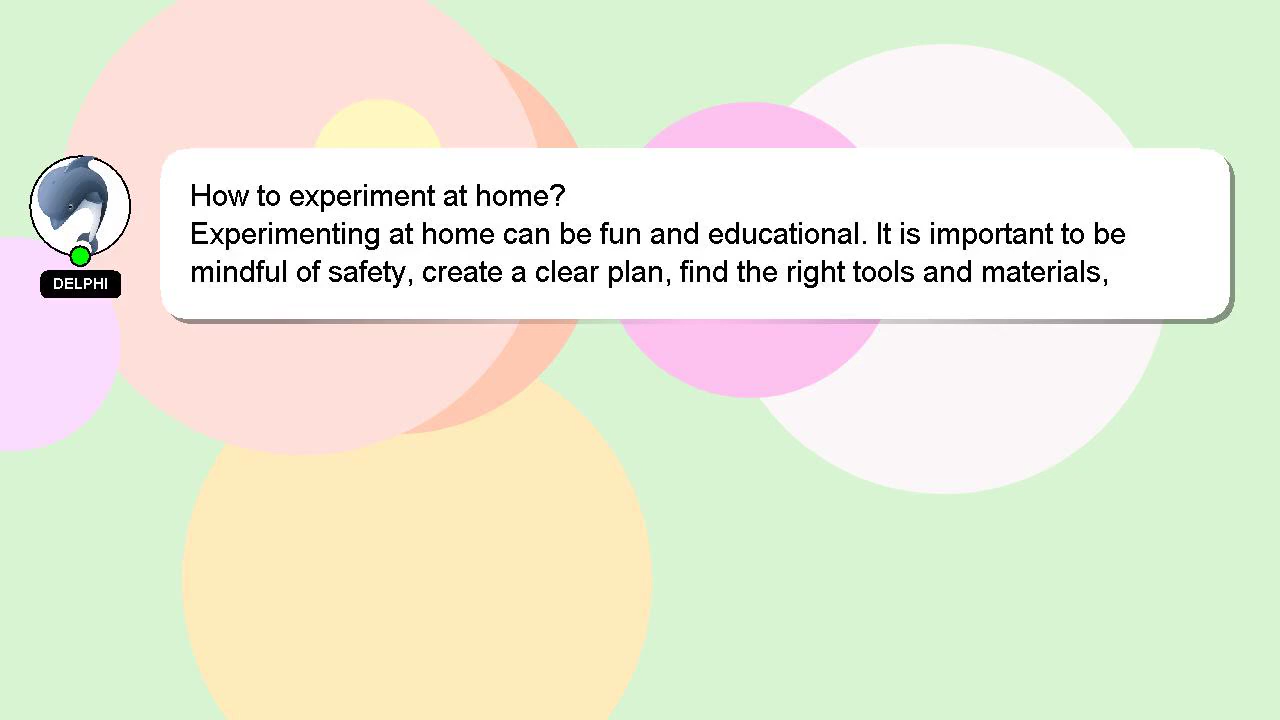 How to experiment at home?
Experimenting at home can be fun and educational. It is important to be
mindful of safety, create a clear plan, find the right tools and materials,
DELPHI